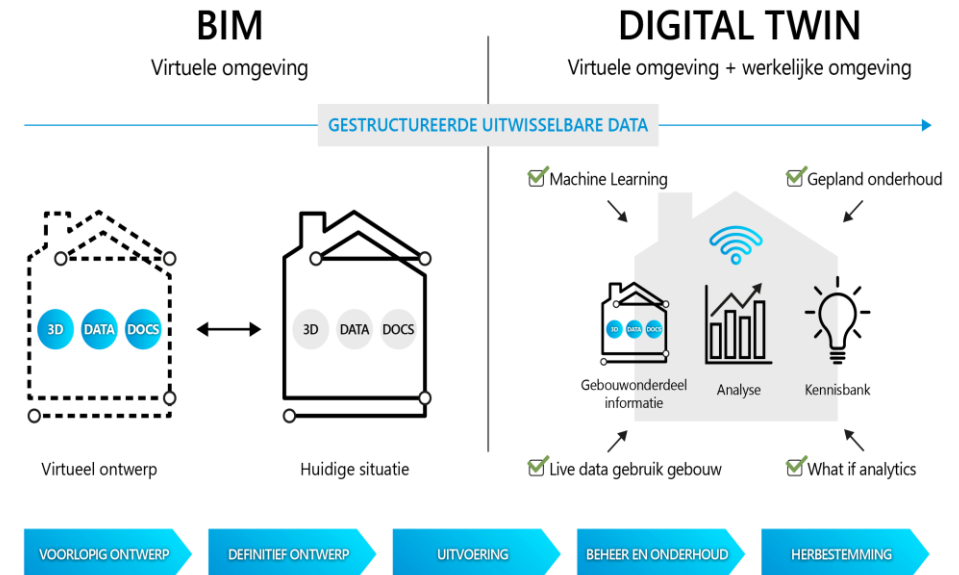 BIM
Virtuele omgeving
DIGITAL TWIN
Virtuele omgeving + werkelijke omgeving
GESTRUCTUREERDE UITWISSELBARE DATA
3D DATA DOCS
Virtueel ontwerp
3D DATA DOCS
Huidige situatie
Machine Learning
Gepland onderhoud
3D DATA DOCS
Gebouwonderdeel
informatie
Analyse
Kennisbank
Live data gebruik gebouw
What if analytics
VOORLOPIG ONTWERP
DEFINITIEF ONTWERP
UITVOERING
BEHEER EN ONDERHOUD
HERBESTEMMING